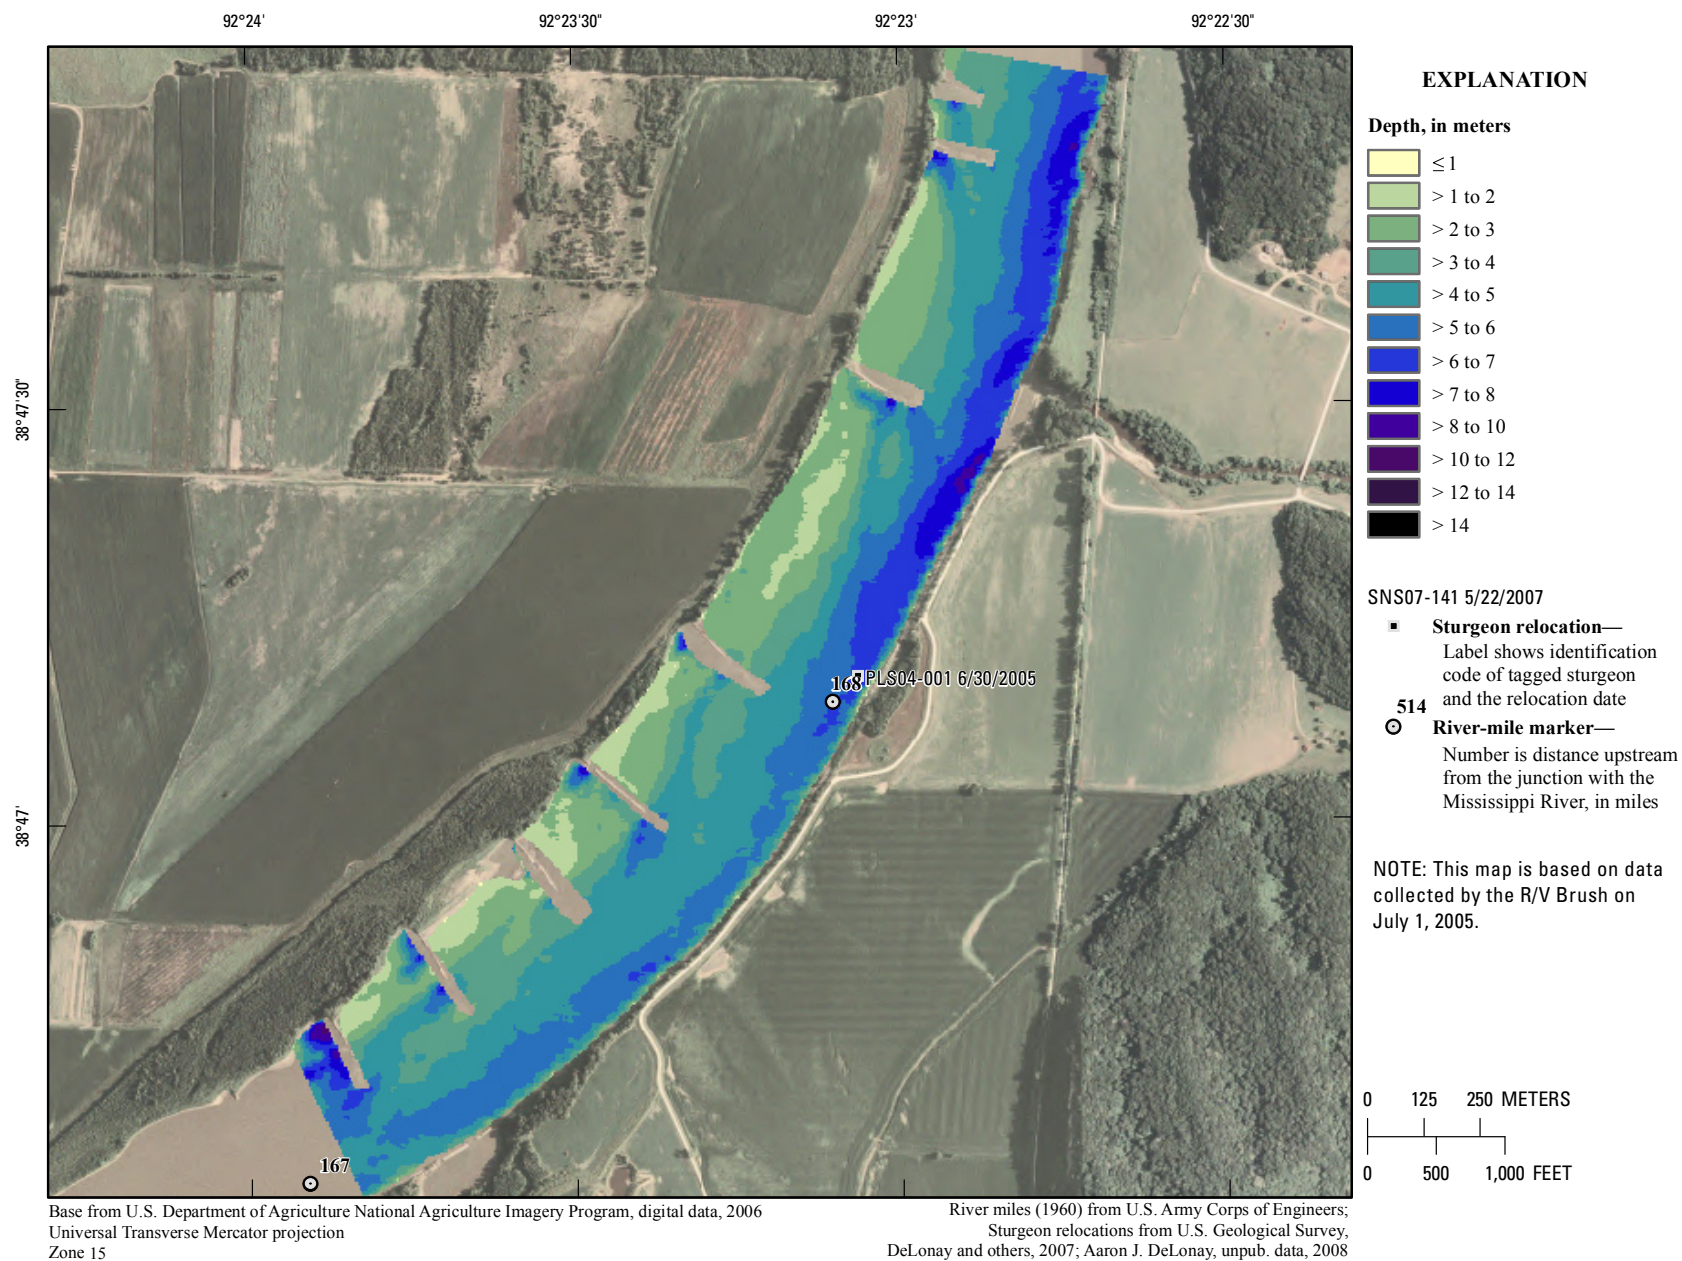 92°24'
92°23'30"
92°23'
92°22'30"
38°47'30"
38°47'
168
PLS04-001 6/30/2005
167
EXPLANATION
Depth, in meters
≤ 1
> 1 to 2
> 2 to 3
> 3 to 4
> 4 to 5
> 5 to 6
> 6 to 7
> 7 to 8
> 8 to 10
> 10 to 12
> 12 to 14
> 14
SNS07-141 5/22/2007
Sturgeon relocation—
Label shows identification
code of tagged sturgeon
and the relocation date
514
River-mile marker—
Number is distance upstream
from the junction with the
Mississippi River, in miles
NOTE: This map is based on data
collected by the R/V Brush on
July 1, 2005.
0 125 250 METERS
0 500 1,000 FEET
Base from U.S. Department of Agriculture National Agriculture Imagery Program, digital data, 2006
Universal Transverse Mercator projection
Zone 15
River miles (1960) from U.S. Army Corps of Engineers;
Sturgeon relocations from U.S. Geological Survey,
DeLonay and others, 2007; Aaron J. DeLonay, unpub. data, 2008